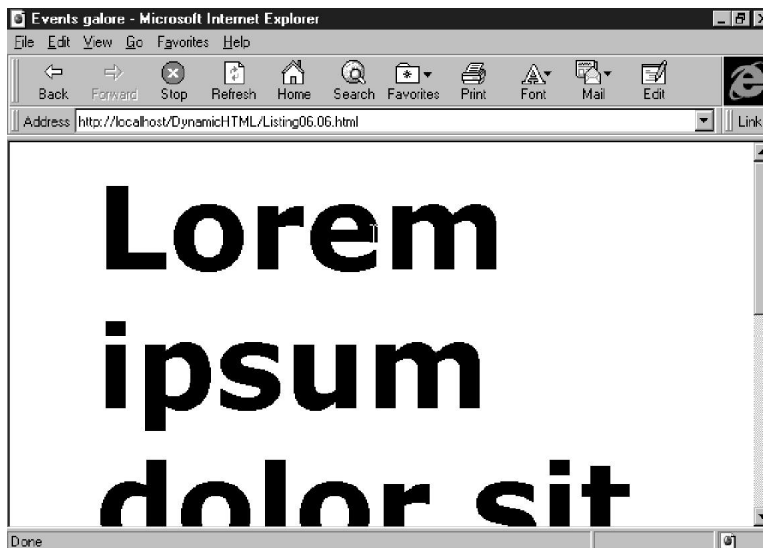 Events galore - Microsoft Internet Explorer
File Edit View Go Favorites Help
Back Forward Stop Refresh Home Search Favorites Print Font Mail Edit
Address http://localhost/DynamicHTML/Listing06.06.html Link
Lorem
ipsum
dolor sit
Done